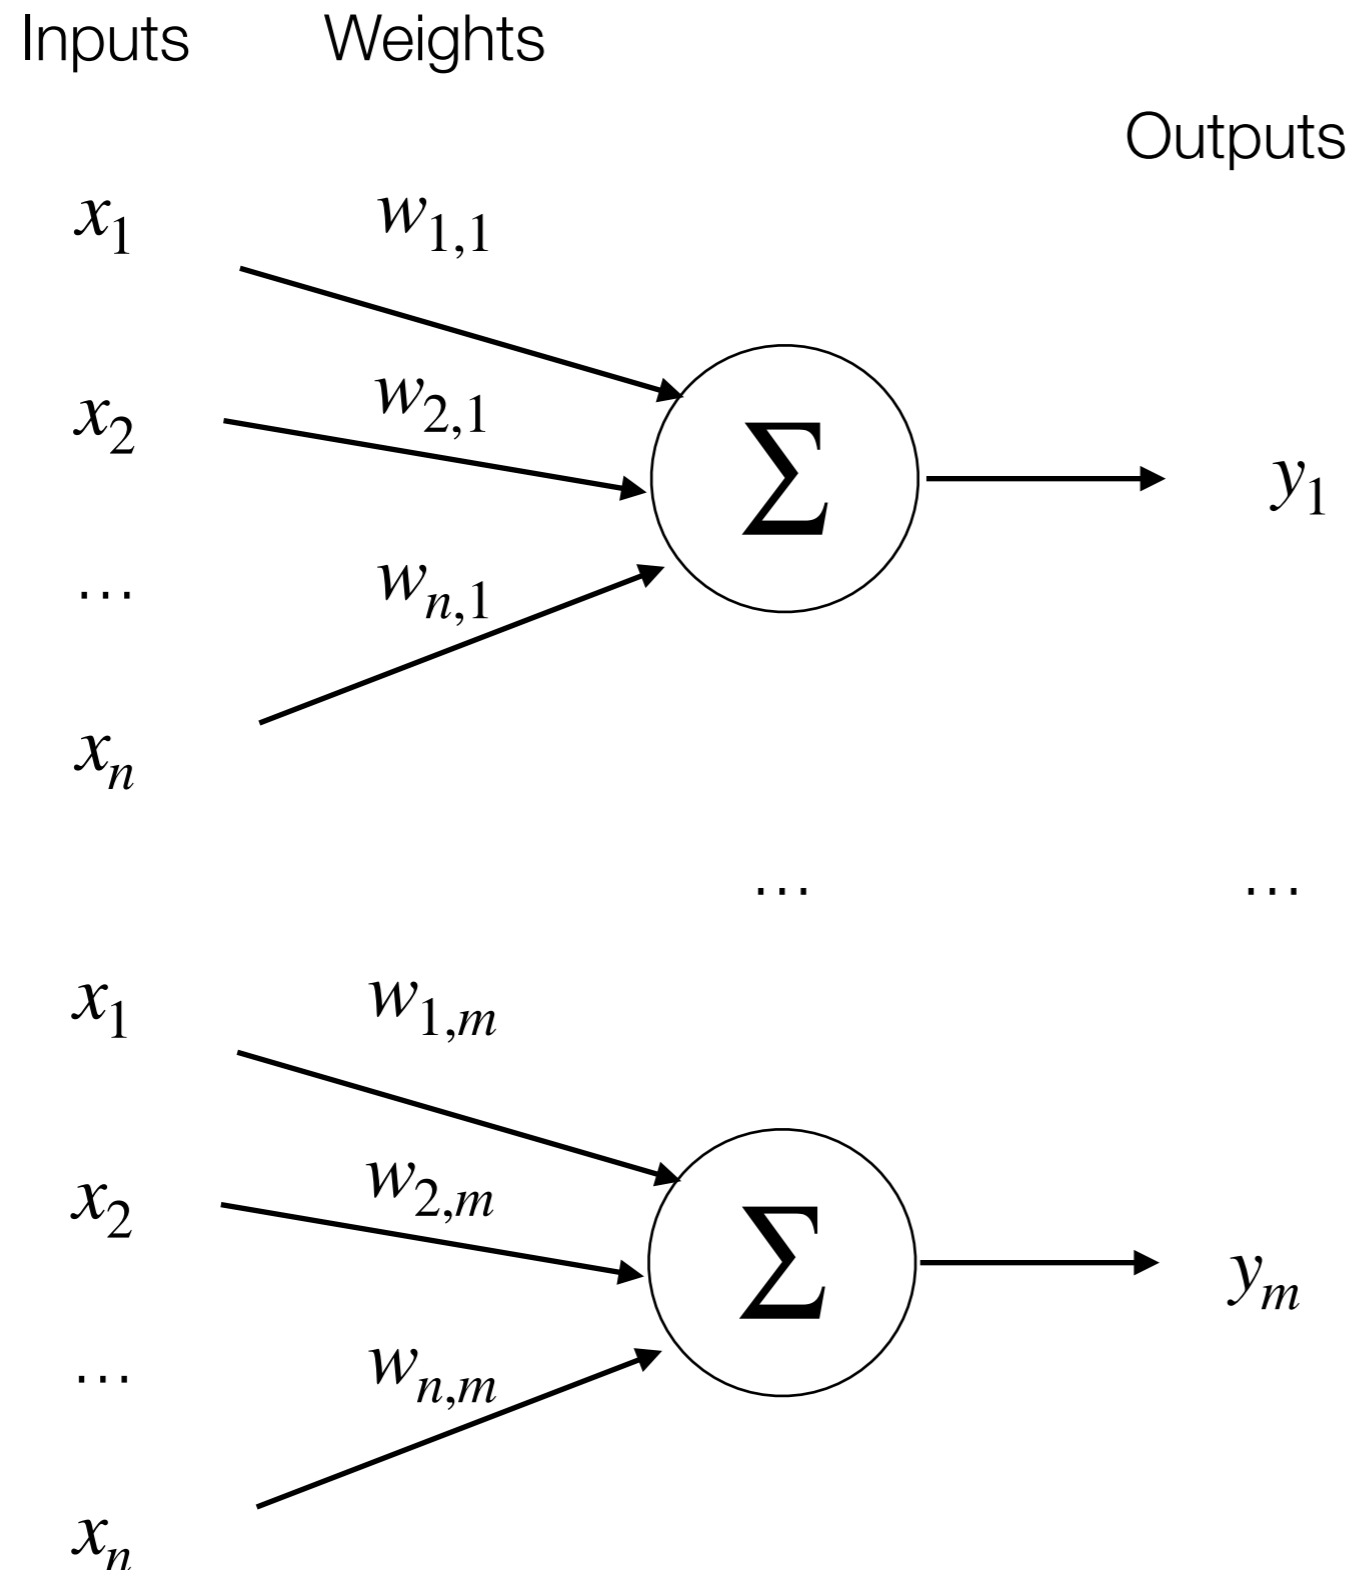 Inputs Weights
Outputs
x₁ w₁,₁
x₂ w₂,₁
Σ y₁
… wₙ,₁
xₙ
… …
x₁ w₁,ₘ
x₂ w₂,ₘ
Σ yₘ
… wₙ,ₘ
xₙ